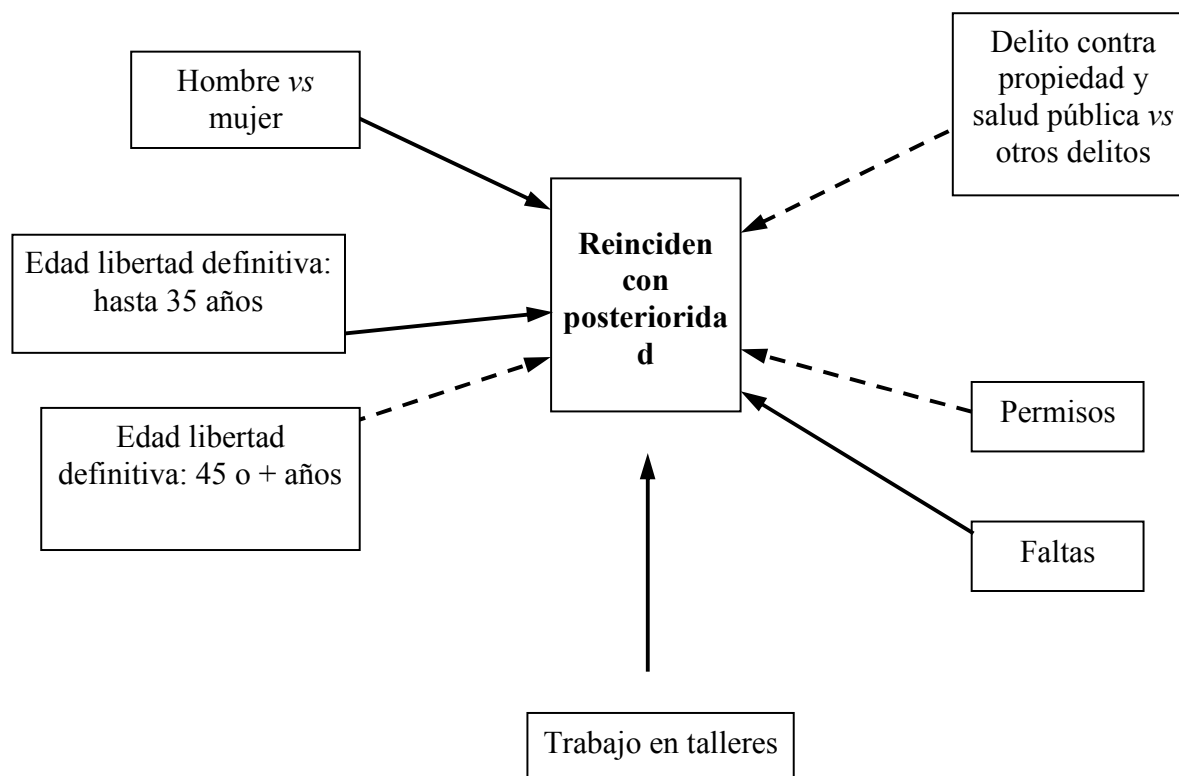 Hombre vs
mujer
Delito contra
propiedad y
salud pública vs
otros delitos
Edad libertad definitiva:
hasta 35 años
Reinciden
con
posteriorida
d
Edad libertad
definitiva: 45 o + años
Permisos
Faltas
Trabajo en talleres